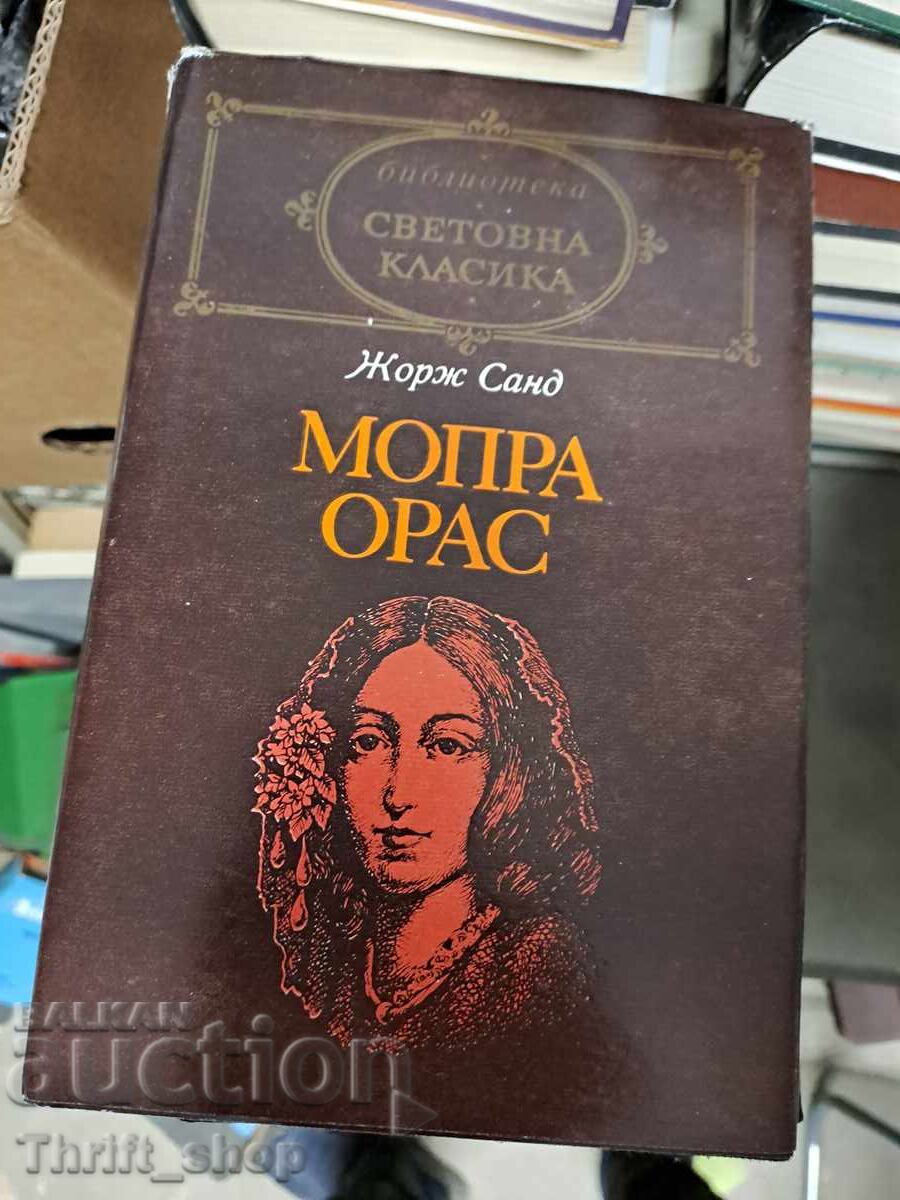 библиотека
СВЕТОВНА
КЛАСИКА
Жорж Санд
МОПРА
ОРАС
BALKAN
auction
Thrift_shop